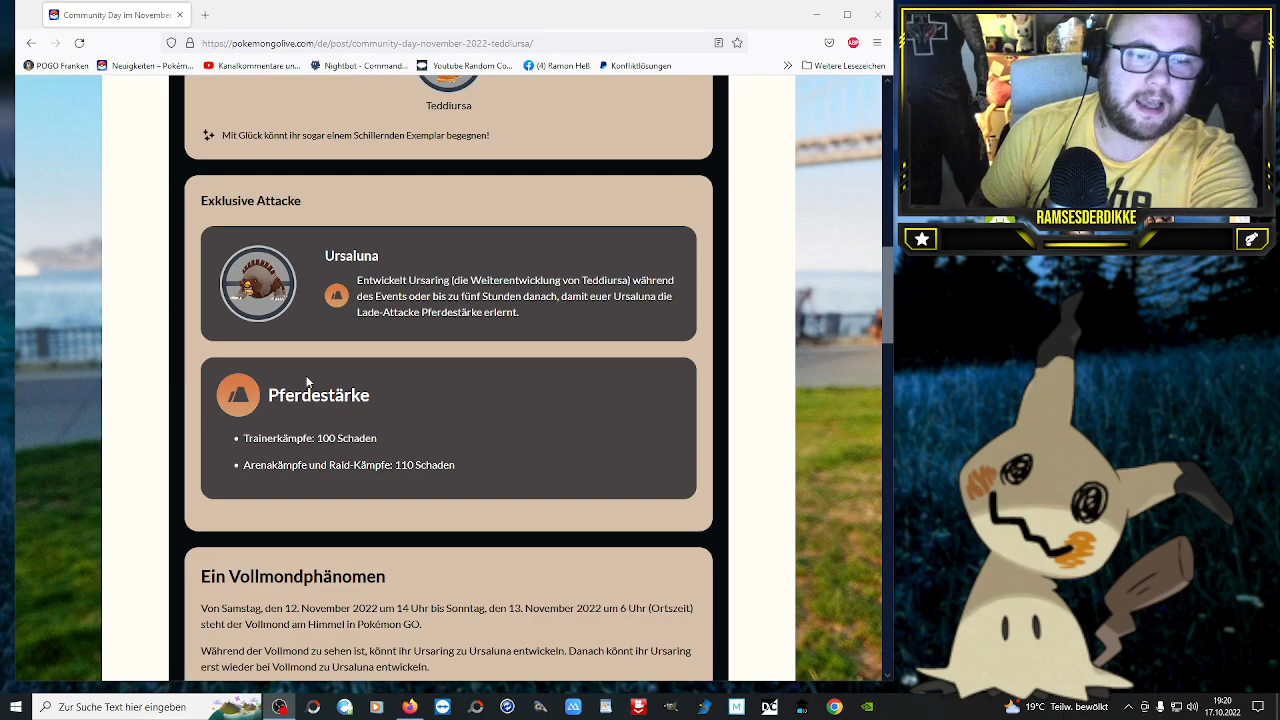 Community Day im November
https://pokemongolive.com/de/post/community-day-november-2022-teddiursa/
ABP
POGO Franken
Neuigkeiten – Pokém...
Kanalkommentare un...
Nightbot - Command...
Youtube Random Co...
(4) Ramon Heß
Konfliktlösungen
Weitere Lesezeichen
Teddiursa
Mit Glück könnt ihr sogar einem Schillernden Exemplar begegnen!
Exklusive Attacke
Ursaluna
Entwickelt Ursaring (die Weiterentwicklung von Teddiursa) während
des Events oder bis zu fünf Stunden danach, damit euer Ursaluna die
Lade-Attacke Pferdestärke erlernt.
Pferdestärke
Trainerkämpfe: 100 Schaden
Arenakämpfe und Raid-Kämpfe: 110 Schaden
Ein Vollmondphänomen
Von Samstag, den 12. November 2022 um 14 Uhr bis Sonntag, den 13. November 2022 um 6 Uhr (Ortszeit)
steht der Vollmond am Himmel in Pokémon GO.
Während der Vollmond zu sehen ist, könnt ihr Ursaring zu Ursaluna entwickeln. Danach könnt ihr Ursaring
erst wieder bei Vollmond zu Ursaluna entwickeln.
RAMSESDERDIKKE
Zur Suche Text hier eingeben
19°C Teilw. bewölkt
19:20
17.10.2022